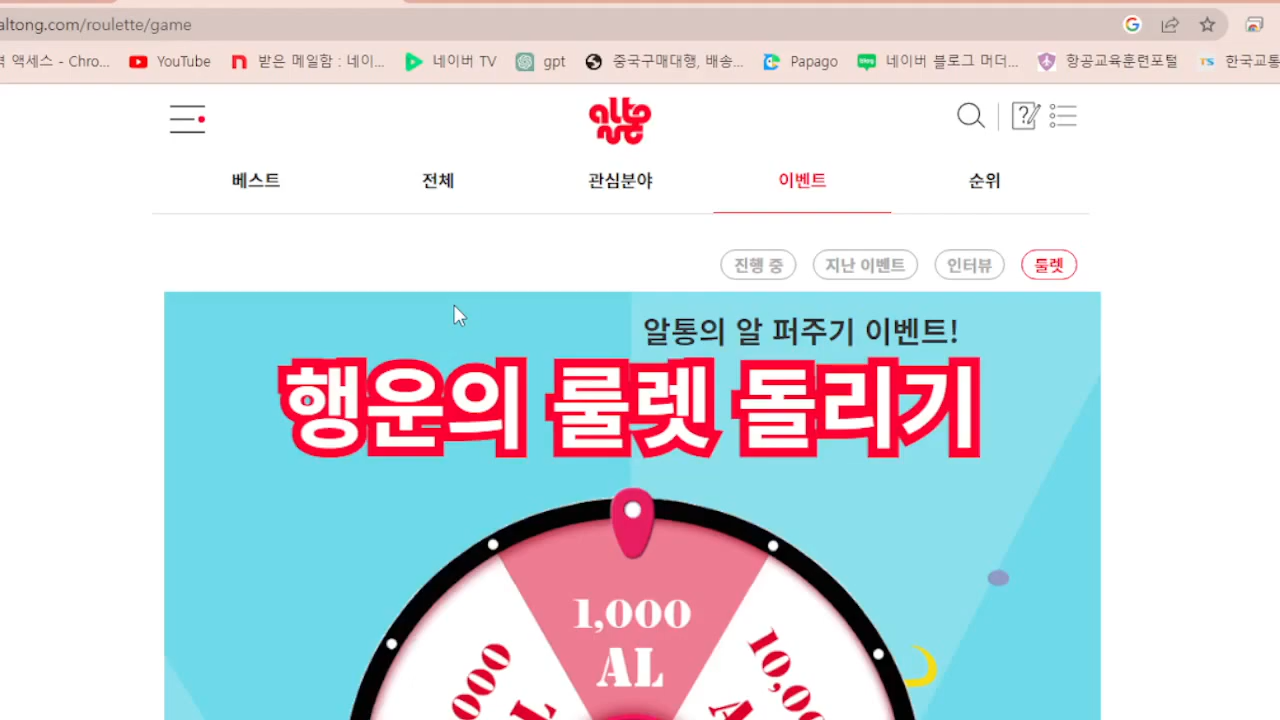 altong.com/roulette/game
액세스 - Chro... YouTube 받은 메일함 : 네이... 네이버 TV gpt 중국구매대행, 배송... Papago 네이버 블로그 머더... 항공교육훈련포털 TS 한국교통
altong
베스트 전체 관심분야 이벤트 순위
진행 중 지난 이벤트 인터뷰 룰렛
알통의 알 퍼주기 이벤트!
행운의 룰렛 돌리기
1,000
AL